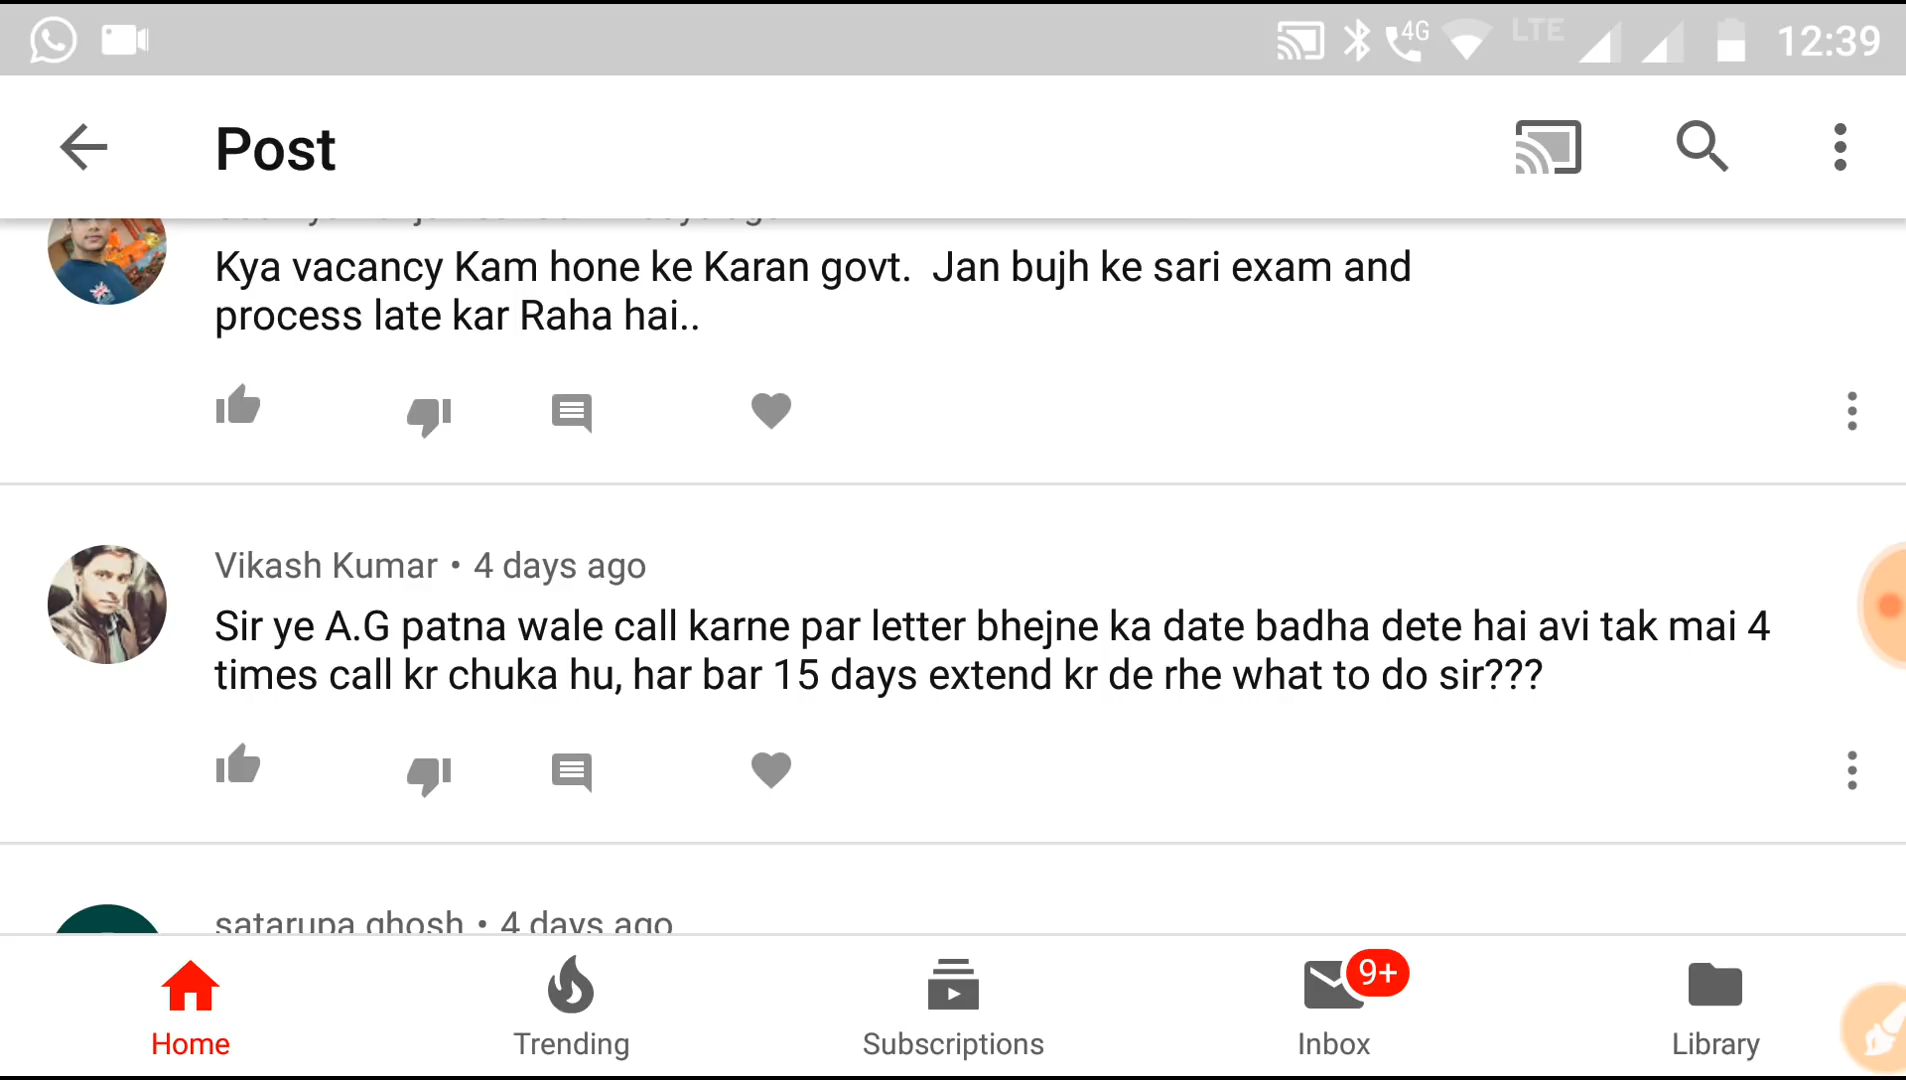 4G LTE 12:39
Post
Kya vacancy Kam hone ke Karan govt. Jan bujh ke sari exam and
process late kar Raha hai..
Vikash Kumar • 4 days ago
Sir ye A.G patna wale call karne par letter bhejne ka date badha dete hai avi tak mai 4
times call kr chuka hu, har bar 15 days extend kr de rhe what to do sir???
satarupa ghosh • 4 days ago
9+
Home Trending Subscriptions Inbox Library